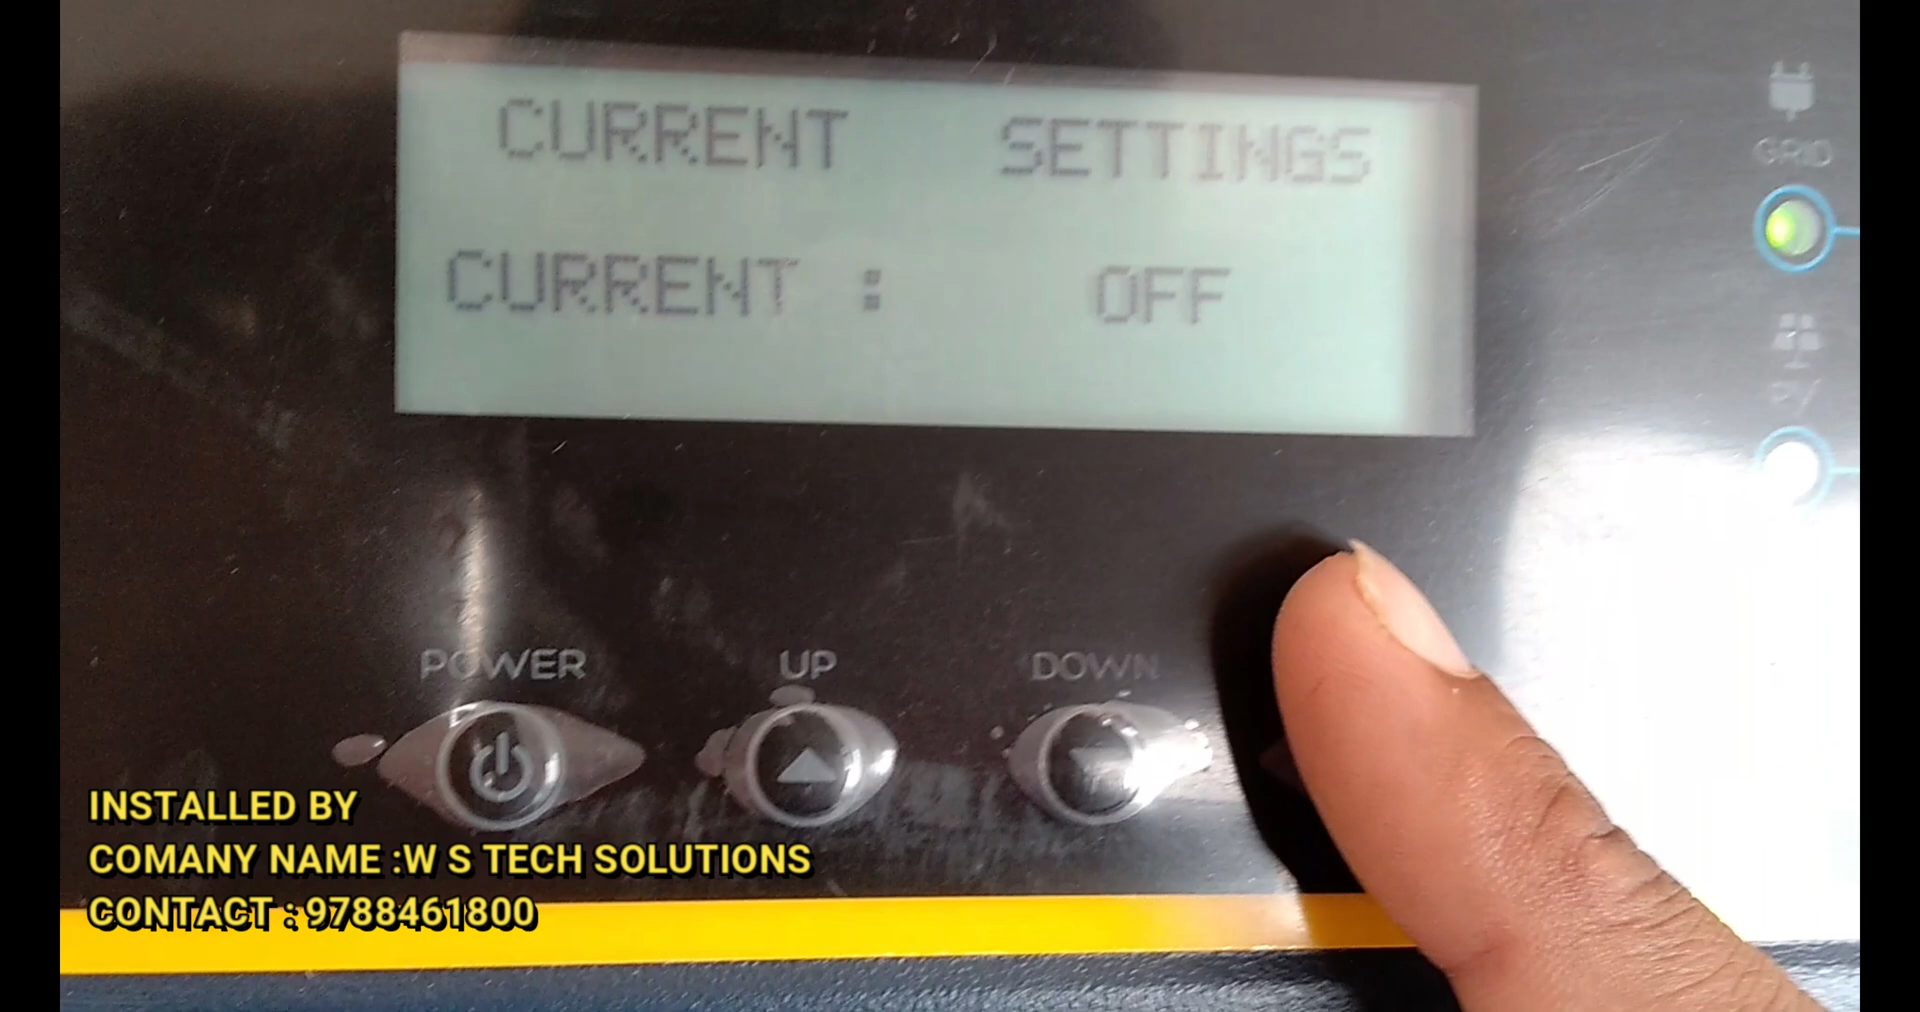 CURRENT SETTINGS
CURRENT : OFF
GRID
PV
POWER
UP
DOWN
INSTALLED BY
COMANY NAME :W S TECH SOLUTIONS
CONTACT : 9788461800